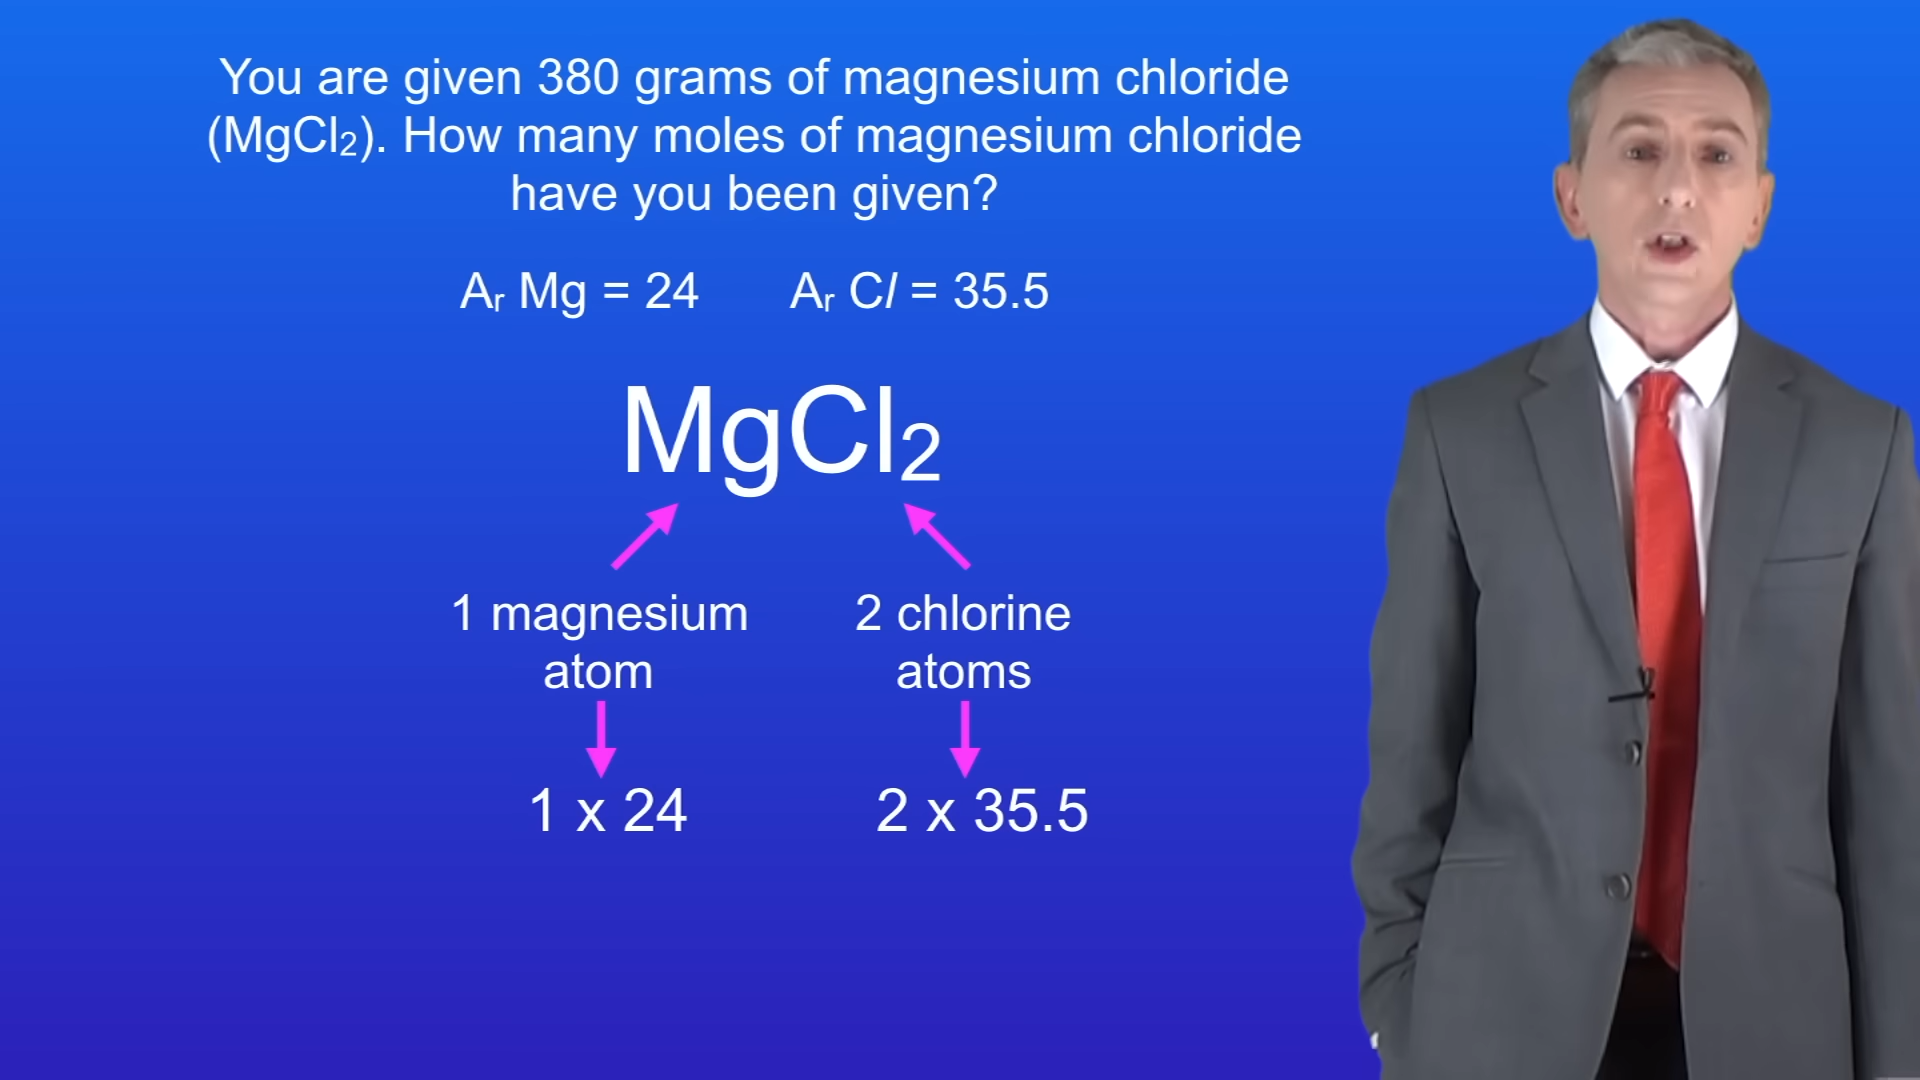 You are given 380 grams of magnesium chloride
(MgCl₂). How many moles of magnesium chloride
have you been given?
Aᵣ Mg = 24 Aᵣ Cl = 35.5
MgCl₂
1 magnesium 2 chlorine
atom atoms
1 x 24 2 x 35.5